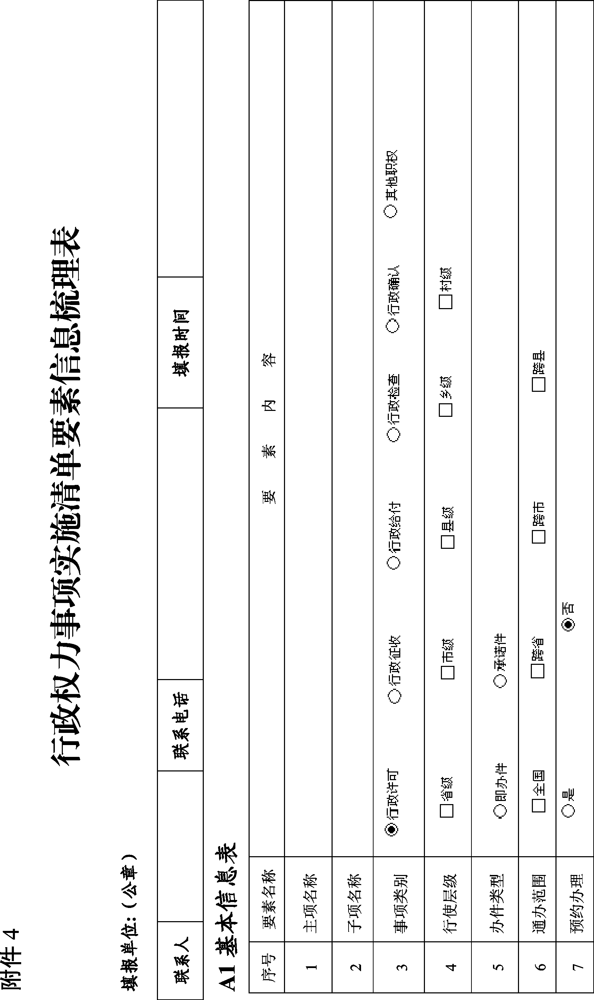 附件 4
行政权力事项实施清单要素信息梳理表
填报单位:(公章)
联系人 联系电话 填报时间
A1 基本信息表
序号 要素名称 要 素 内 容
1 主项名称
2 子项名称
3 事项类别 ◉行政许可 ○行政征收 ○行政给付 ○行政检查 ○行政确认 ○其他职权
4 行使层级 □省级 □市级 □县级 □乡级 □村级
5 办件类型 ○即办件 ○承诺件
6 通办范围 □全国 □跨省 □跨市 □跨县
7 预约办理 ○是 ◉否